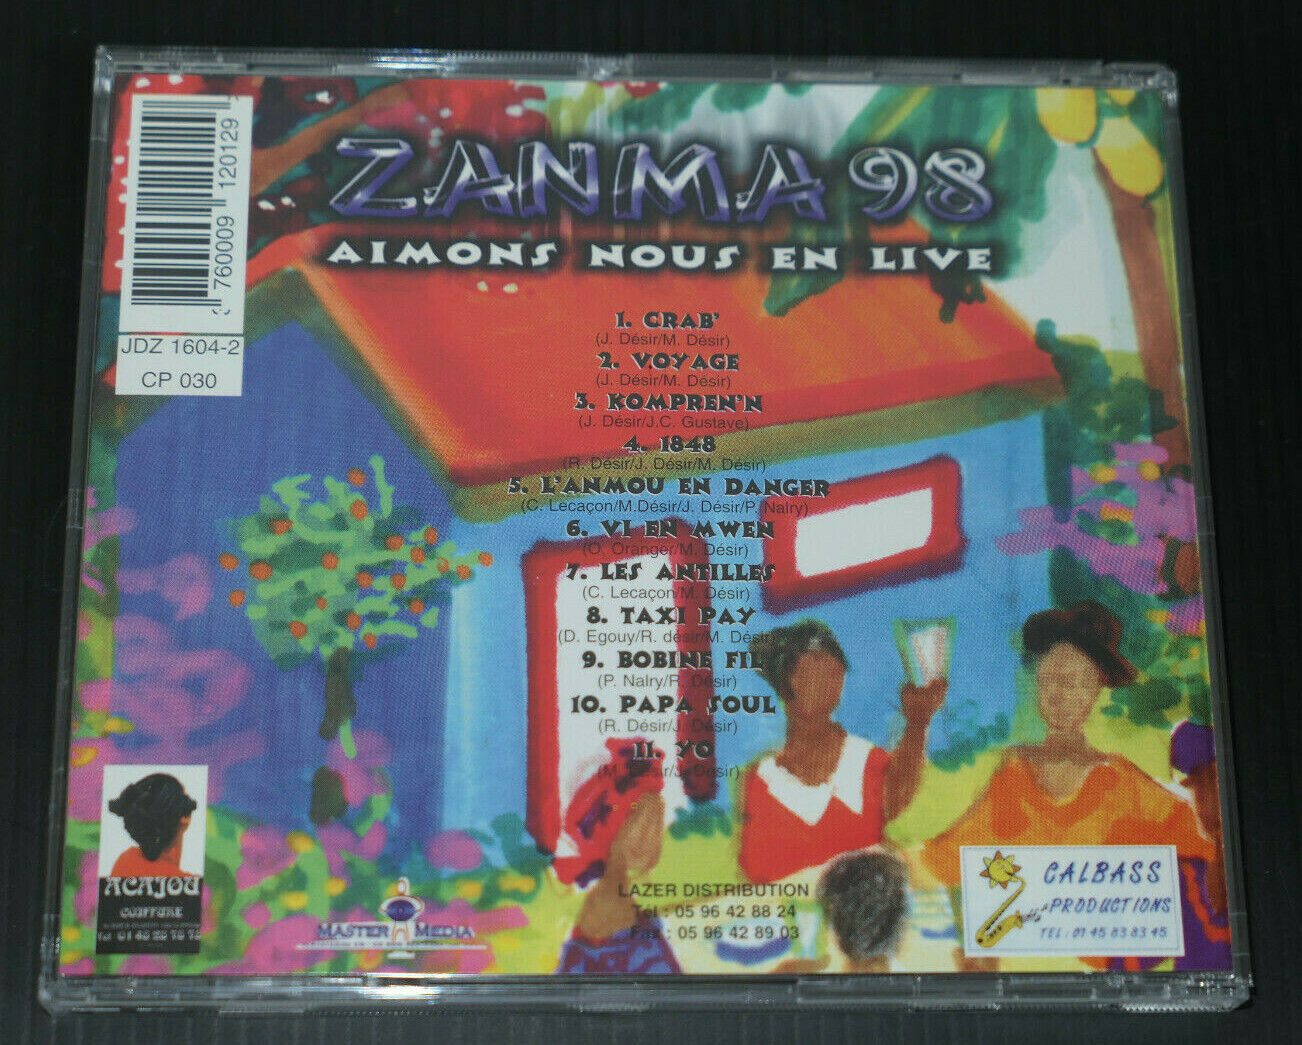 ZANMA 98
AIMONS NOUS EN LIVE
3 760009 120129
JDZ 1604-2
CP 030
1. CRAB'
(J. Désir/M. Désir)
2. VOYAGE
(J. Désir/M. Désir)
3. KOMPREN'N
(J. Désir/J.C. Gustave)
4. 1848
(R. Désir/J. Désir/M. Désir)
5. L'ANMOU EN DANGER
(C. Lecaçon/M.Désir/J. Désir/P. Nalry)
6. VI EN MWEN
(O. Oranger/M. Désir)
7. LES ANTILLES
(C. Lecaçon/M. Désir)
8. TAXI PAY
(D. Egouy/R. désir/M. Désir)
9. BOBINE FIL
(P. Nalry/R. Désir)
10. PAPA SOUL
(R. Désir/J. Désir)
11. YO
(M. Désir/J. Désir)
ACAJOU
COIFFURE
MASTER MEDIA
LAZER DISTRIBUTION
Tél : 05 96 42 88 24
Fax : 05 96 42 89 03
CALBASS
PRODUCTIONS
TEL : 01 45 83 83 45